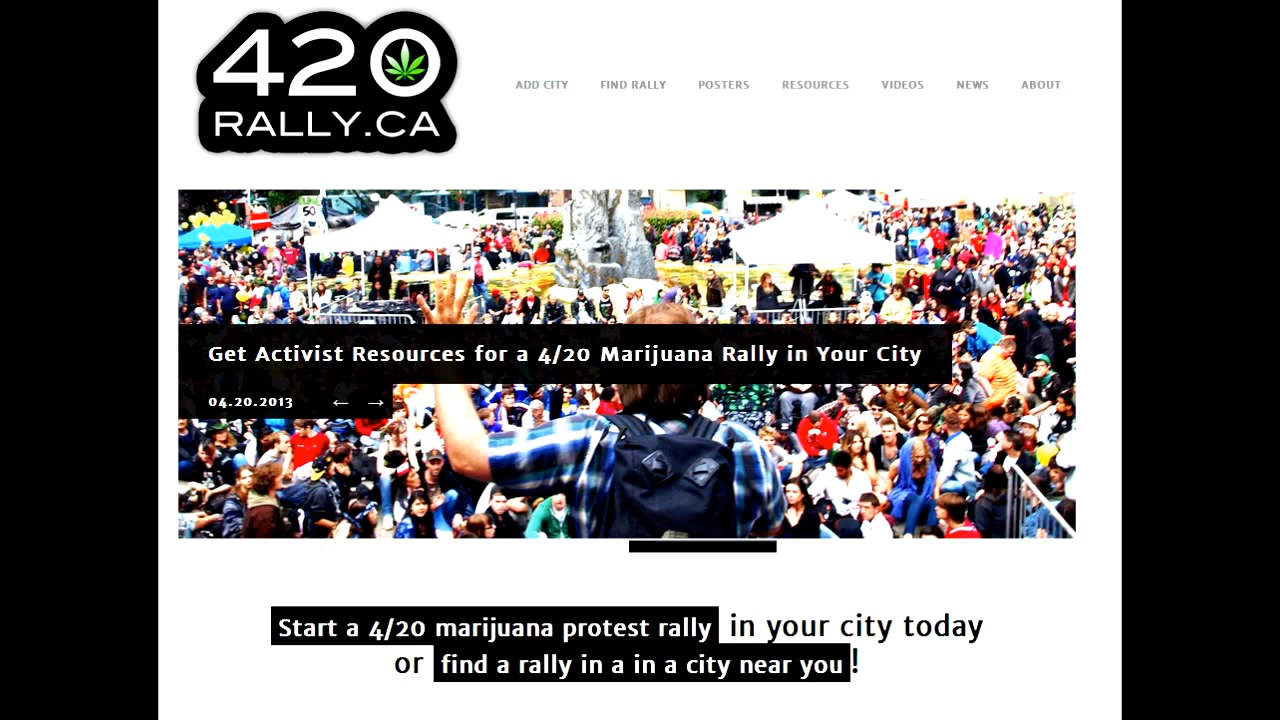 420
RALLY.CA
ADD CITY FIND RALLY POSTERS RESOURCES VIDEOS NEWS ABOUT
50
Get Activist Resources for a 4/20 Marijuana Rally in Your City
04.20.2013 ← →
Start a 4/20 marijuana protest rally in your city today
or find a rally in a in a city near you!